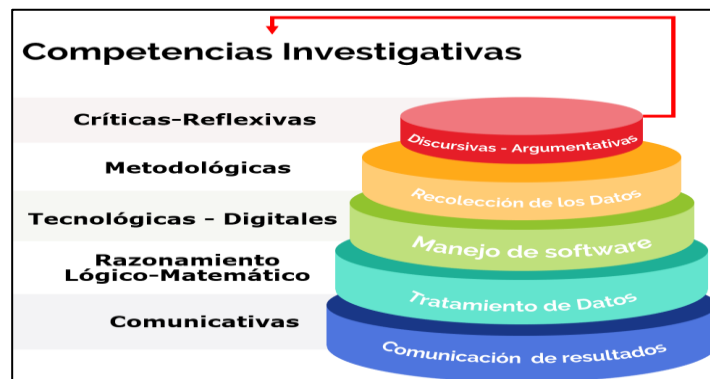 Competencias Investigativas
Críticas-Reflexivas
Discursivas - Argumentativas
Metodológicas
Recolección de los Datos
Tecnológicas - Digitales
Manejo de software
Razonamiento
Lógico-Matemático
Tratamiento de Datos
Comunicativas
Comunicación de resultados